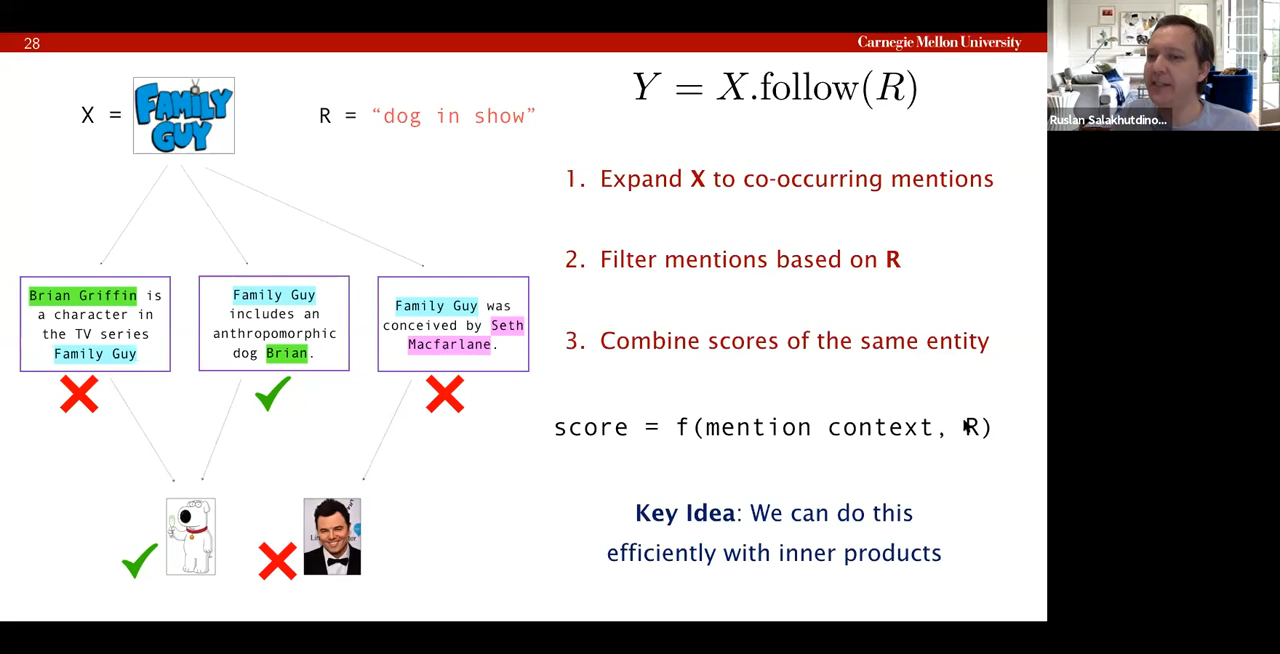 28
Carnegie Mellon University
X =
FAMILY
GUY
R = “dog in show”
Y = X.follow(R)
1. Expand X to co-occurring mentions
2. Filter mentions based on R
3. Combine scores of the same entity
score = f(mention context, R)
Key Idea: We can do this
efficiently with inner products
Brian Griffin is
a character in
the TV series
Family Guy
Family Guy
includes an
anthropomorphic
dog Brian.
Family Guy was
conceived by Seth
Macfarlane.
Ruslan Salakhutdino...